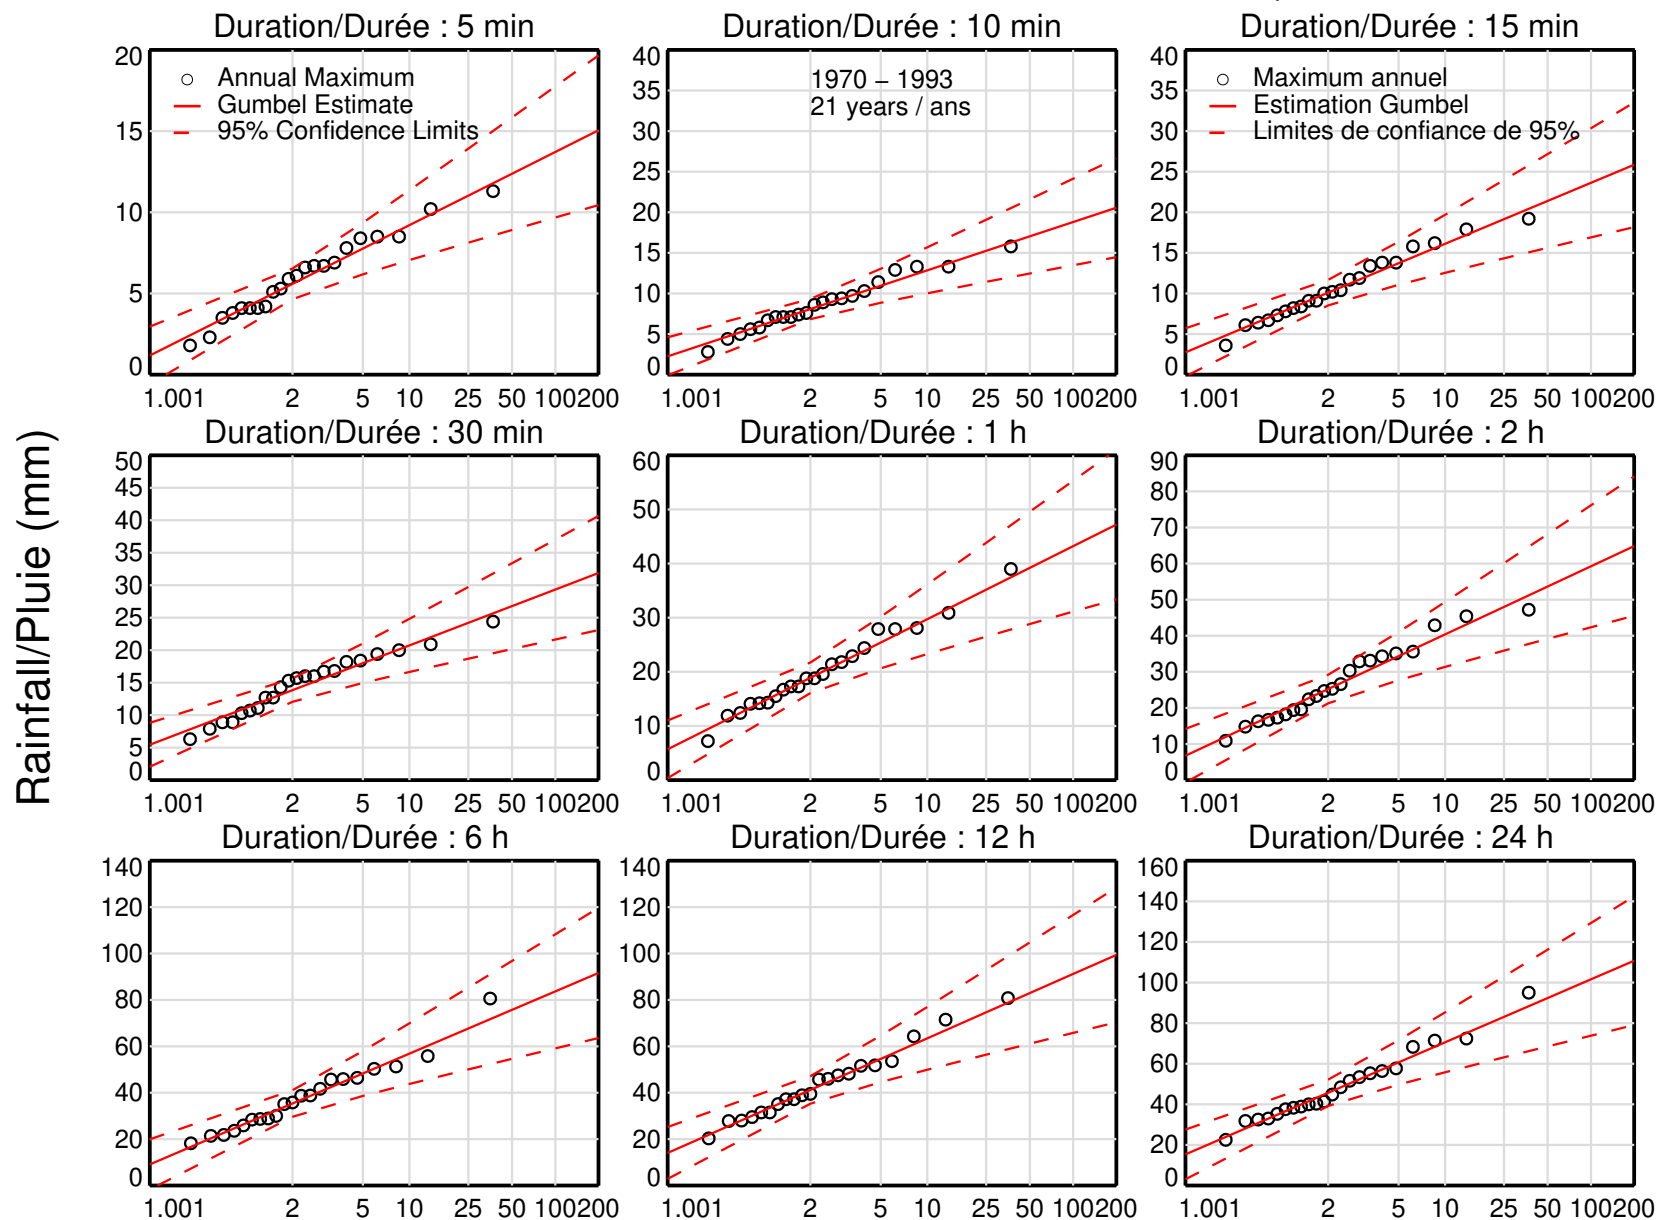 Duration/Durée : 5 min
20
15
10
5
0
Annual Maximum
Gumbel Estimate
95% Confidence Limits
1.001 2 5 10 25 50 100200
Duration/Durée : 10 min
40
35
30
25
20
15
10
5
0
1970 – 1993
21 years / ans
1.001 2 5 10 25 50 100200
Duration/Durée : 15 min
40
35
30
25
20
15
10
5
0
Maximum annuel
Estimation Gumbel
Limites de confiance de 95%
1.001 2 5 10 25 50 100200
Rainfall/Pluie (mm)
Duration/Durée : 30 min
50
45
40
35
30
25
20
15
10
5
0
1.001 2 5 10 25 50 100200
Duration/Durée : 1 h
60
50
40
30
20
10
0
1.001 2 5 10 25 50 100200
Duration/Durée : 2 h
90
80
70
60
50
40
30
20
10
0
1.001 2 5 10 25 50 100200
Duration/Durée : 6 h
140
120
100
80
60
40
20
0
1.001 2 5 10 25 50 100200
Duration/Durée : 12 h
140
120
100
80
60
40
20
0
1.001 2 5 10 25 50 100200
Duration/Durée : 24 h
160
140
120
100
80
60
40
20
0
1.001 2 5 10 25 50 100200